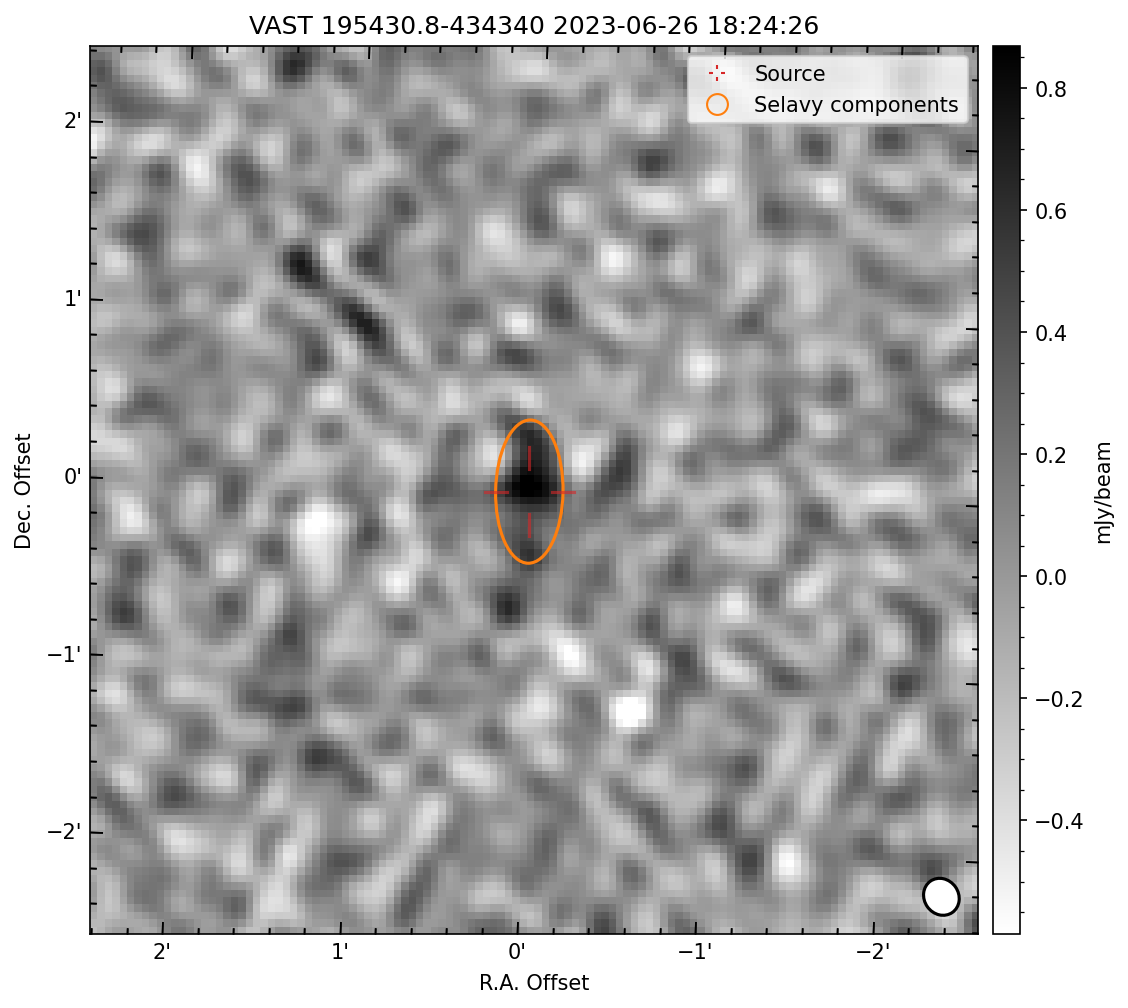 VAST 195430.8-434340 2023-06-26 18:24:26
Source
Selavy components
2'
1'
0'
−1'
−2'
Dec. Offset
2'
1'
0'
−1'
−2'
R.A. Offset
0.8
0.6
0.4
0.2
0.0
−0.2
−0.4
mJy/beam